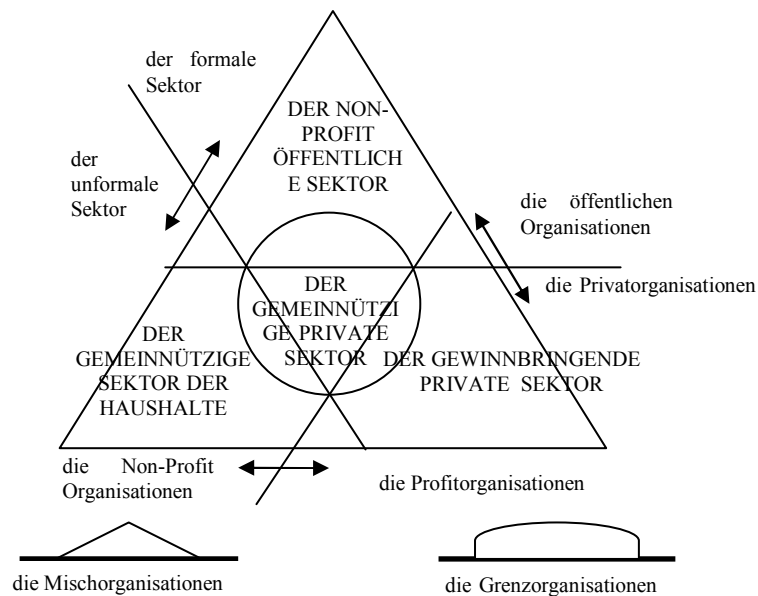 der formale
Sektor
DER NON-
PROFIT
ÖFFENTLICH
E SEKTOR
der
unformale
Sektor
die öffentlichen
Organisationen
die Privatorganisationen
DER
GEMEINNÜTZI
GE PRIVATE
SEKTOR
DER
GEMEINNÜTZIGE
SEKTOR DER
HAUSHALTE
DER GEWINNBRINGENDE
PRIVATE SEKTOR
die Non-Profit
Organisationen
die Profitorganisationen
die Mischorganisationen
die Grenzorganisationen